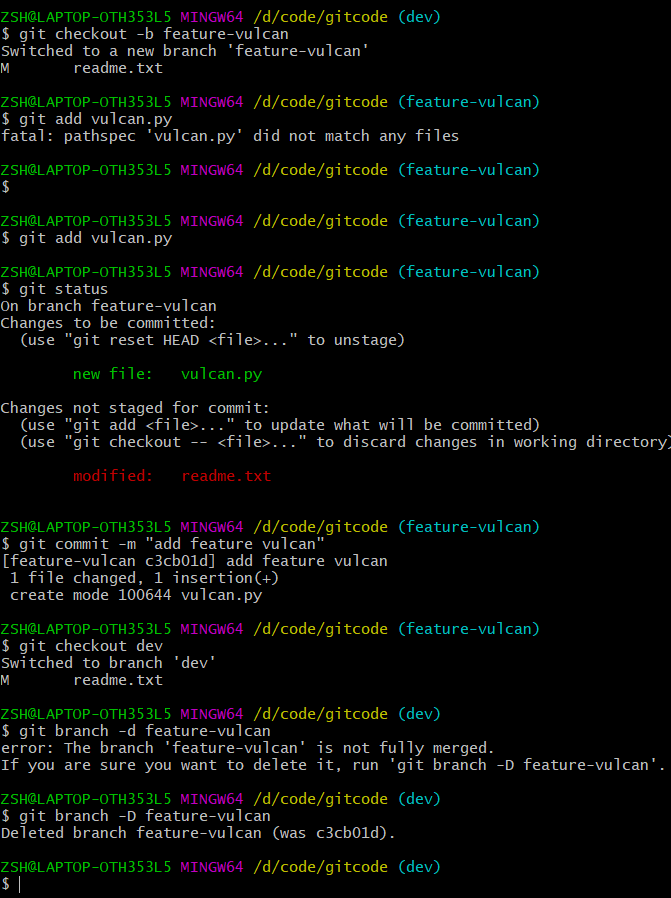 ZSH@LAPTOP-OTH353L5 MINGW64 /d/code/gitcode (dev)
$ git checkout -b feature-vulcan
Switched to a new branch 'feature-vulcan'
M       readme.txt
ZSH@LAPTOP-OTH353L5 MINGW64 /d/code/gitcode (feature-vulcan)
$ git add vulcan.py
fatal: pathspec 'vulcan.py' did not match any files
ZSH@LAPTOP-OTH353L5 MINGW64 /d/code/gitcode (feature-vulcan)
$
ZSH@LAPTOP-OTH353L5 MINGW64 /d/code/gitcode (feature-vulcan)
$ git add vulcan.py
ZSH@LAPTOP-OTH353L5 MINGW64 /d/code/gitcode (feature-vulcan)
$ git status
On branch feature-vulcan
Changes to be committed:
  (use "git reset HEAD <file>..." to unstage)
        new file:   vulcan.py
Changes not staged for commit:
  (use "git add <file>..." to update what will be committed)
  (use "git checkout -- <file>..." to discard changes in working directory)
        modified:   readme.txt
ZSH@LAPTOP-OTH353L5 MINGW64 /d/code/gitcode (feature-vulcan)
$ git commit -m "add feature vulcan"
[feature-vulcan c3cb01d] add feature vulcan
 1 file changed, 1 insertion(+)
 create mode 100644 vulcan.py
ZSH@LAPTOP-OTH353L5 MINGW64 /d/code/gitcode (feature-vulcan)
$ git checkout dev
Switched to branch 'dev'
M       readme.txt
ZSH@LAPTOP-OTH353L5 MINGW64 /d/code/gitcode (dev)
$ git branch -d feature-vulcan
error: The branch 'feature-vulcan' is not fully merged.
If you are sure you want to delete it, run 'git branch -D feature-vulcan'.
ZSH@LAPTOP-OTH353L5 MINGW64 /d/code/gitcode (dev)
$ git branch -D feature-vulcan
Deleted branch feature-vulcan (was c3cb01d).
ZSH@LAPTOP-OTH353L5 MINGW64 /d/code/gitcode (dev)
$